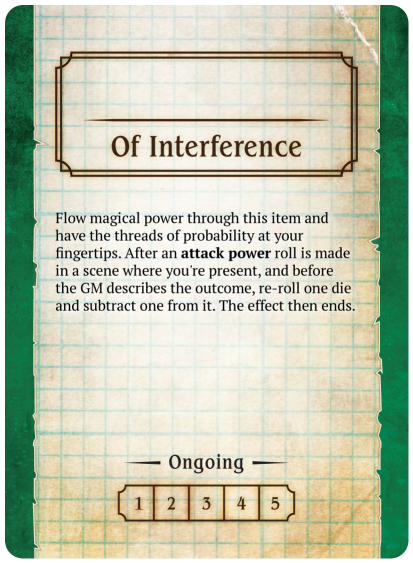 Of Interference
Flow magical power through this item and
have the threads of probability at your
fingertips. After an attack power roll is made
in a scene where you're present, and before
the GM describes the outcome, re-roll one die
and subtract one from it. The effect then ends.
Ongoing
1 2 3 4 5